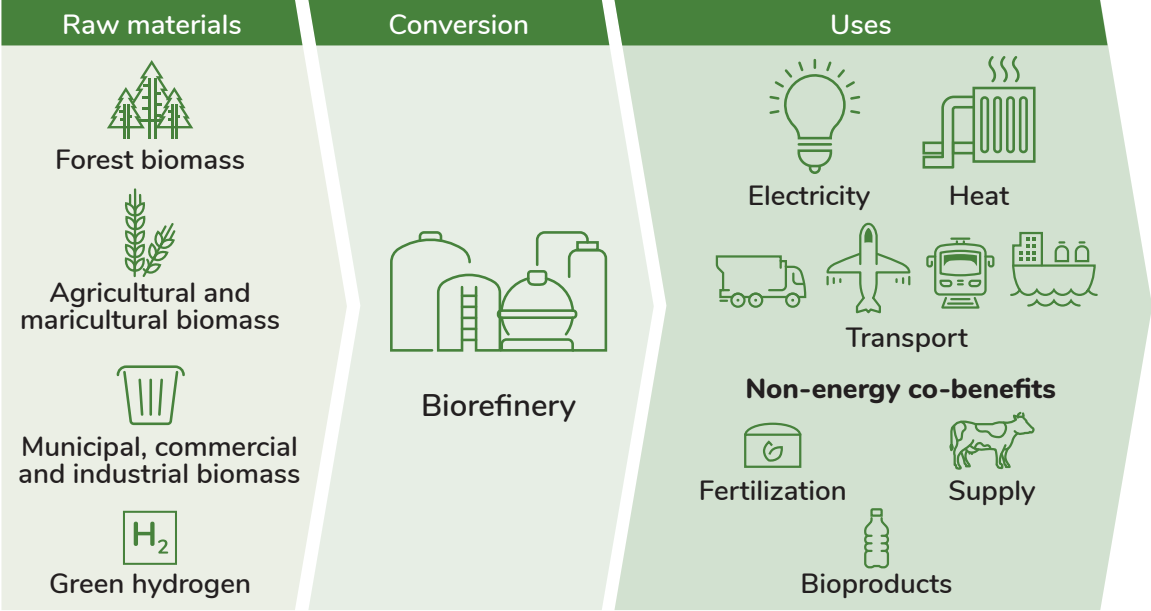 Raw materials
Conversion
Uses
Forest biomass
Agricultural and
maricultural biomass
Municipal, commercial
and industrial biomass
H2
Green hydrogen
Biorefinery
Electricity
Heat
Transport
Non-energy co-benefits
Fertilization
Supply
Bioproducts